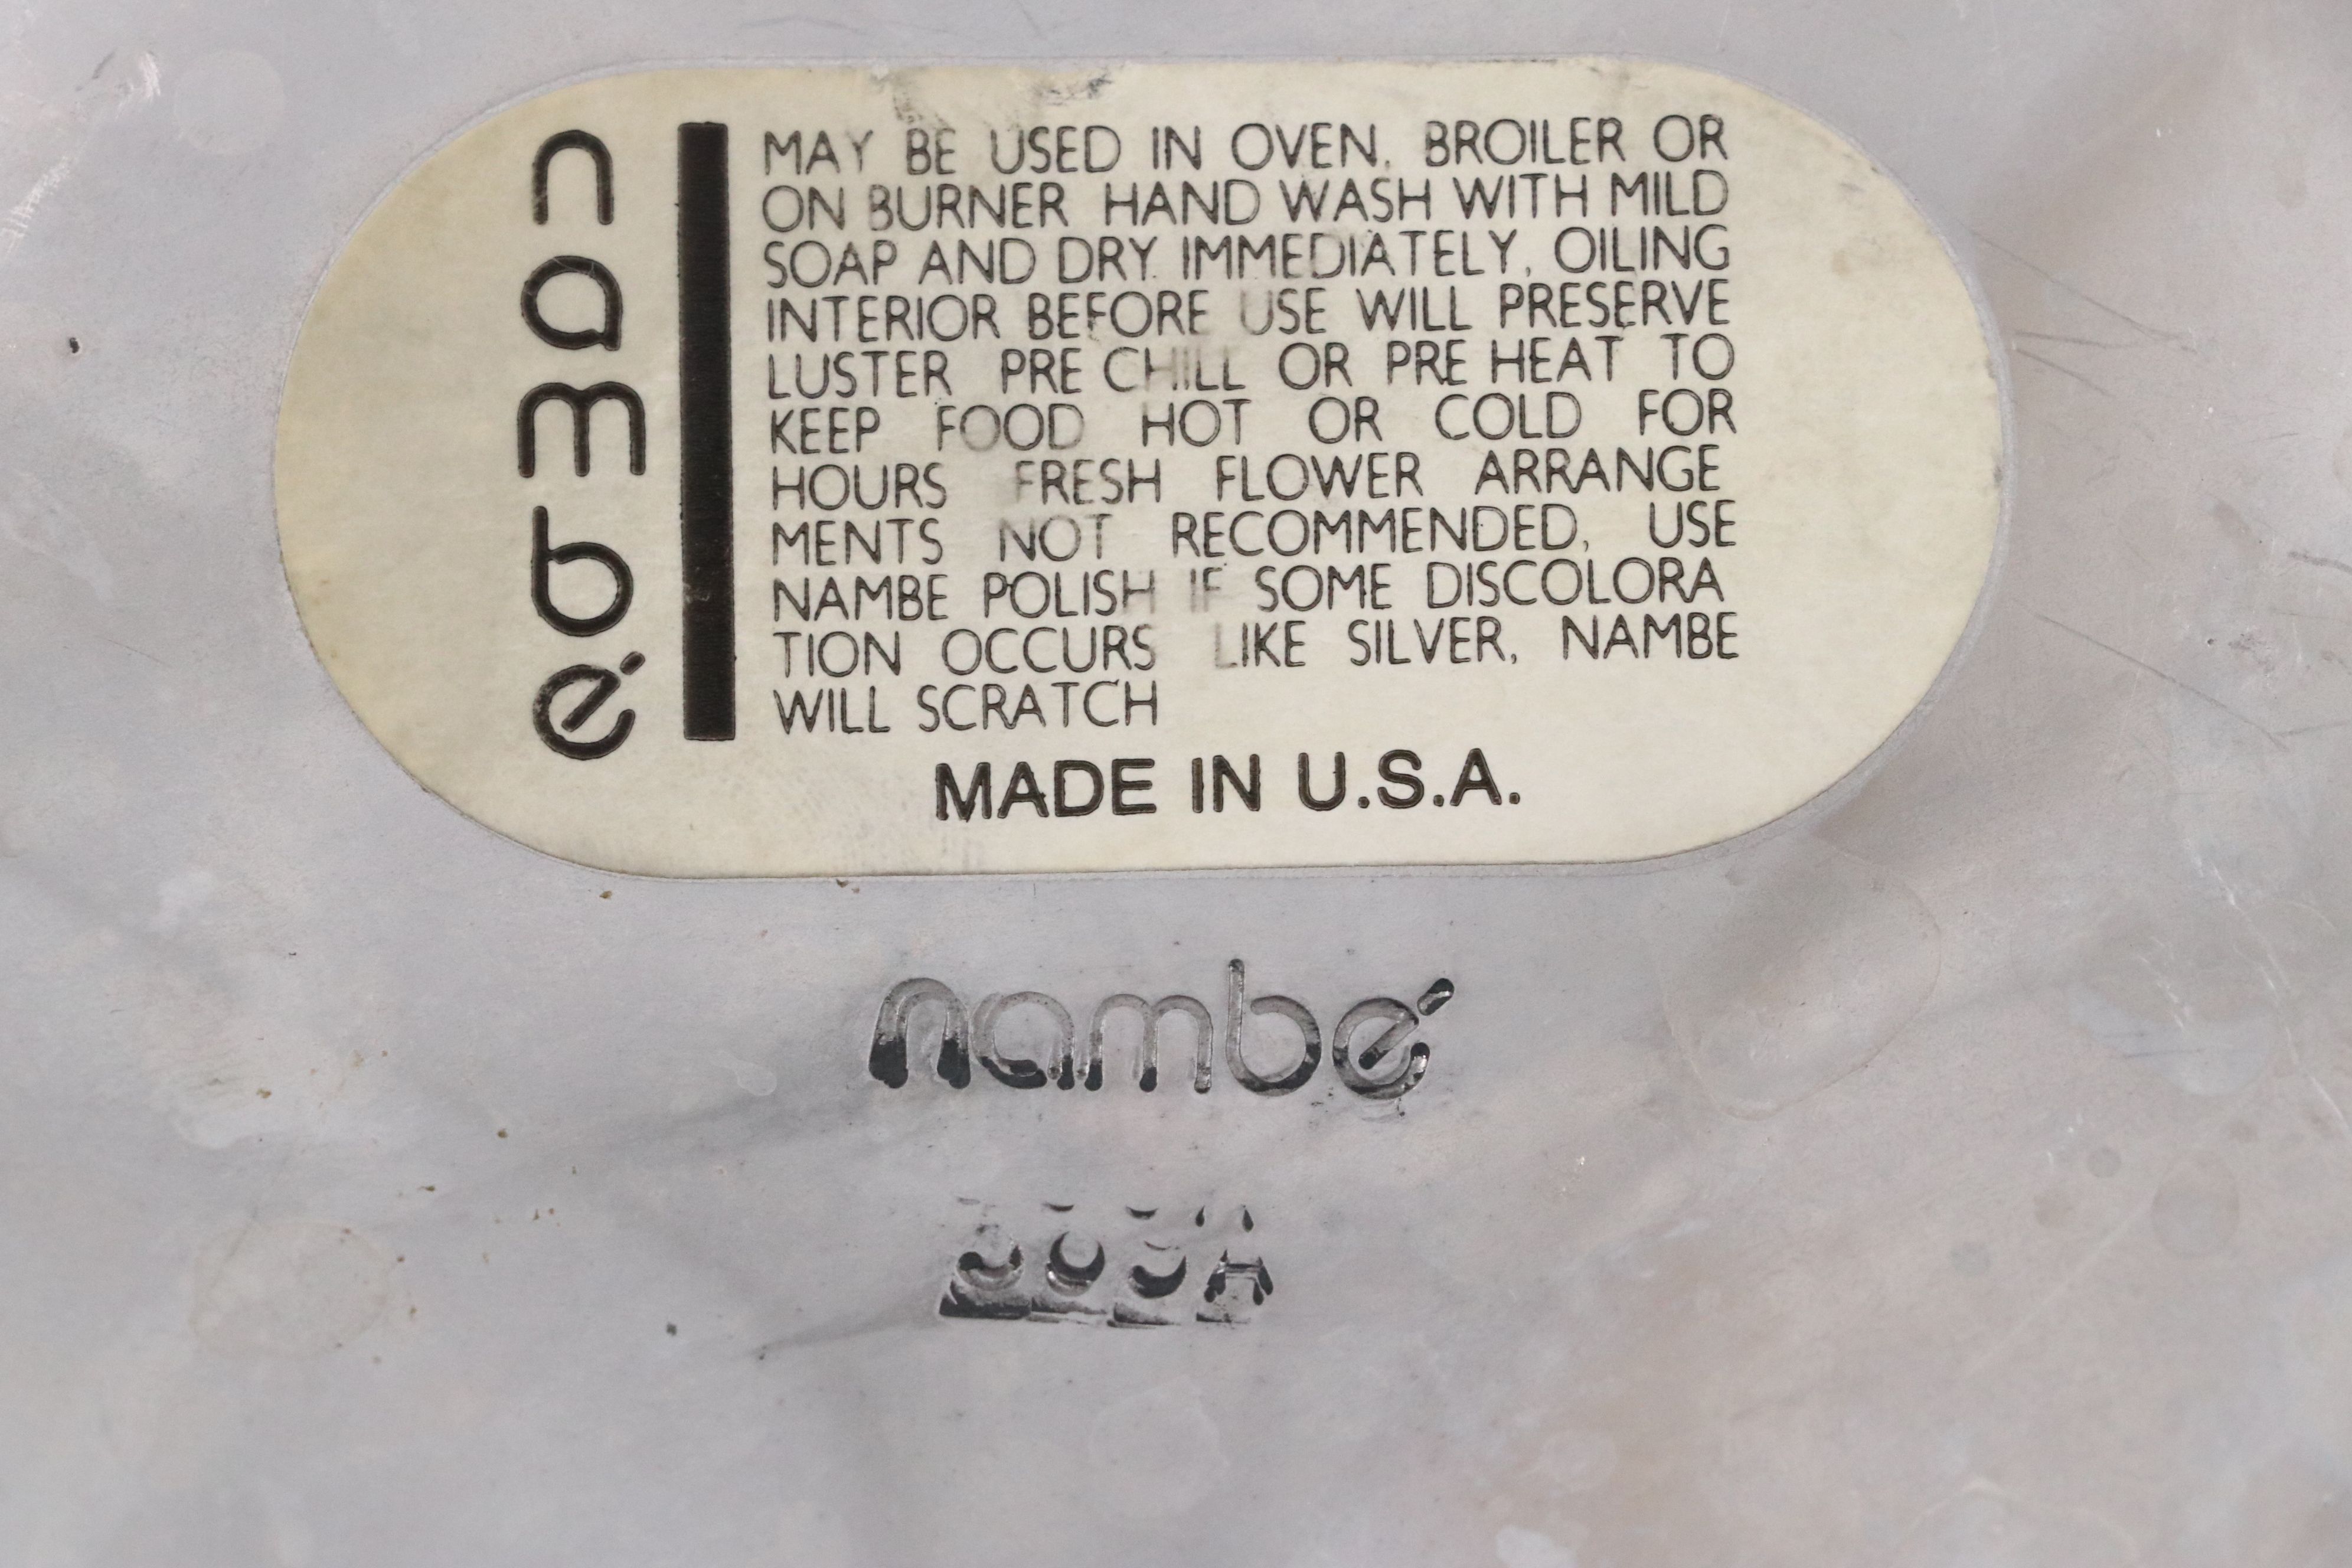 nambé
MAY BE USED IN OVEN, BROILER OR
ON BURNER HAND WASH WITH MILD
SOAP AND DRY IMMEDIATELY, OILING
INTERIOR BEFORE USE WILL PRESERVE
LUSTER PRE CHILL OR PRE HEAT TO
KEEP FOOD HOT OR COLD FOR
HOURS FRESH FLOWER ARRANGE
MENTS NOT RECOMMENDED, USE
NAMBE POLISH IF SOME DISCOLORA
TION OCCURS LIKE SILVER, NAMBE
WILL SCRATCH
MADE IN U.S.A.
nambé